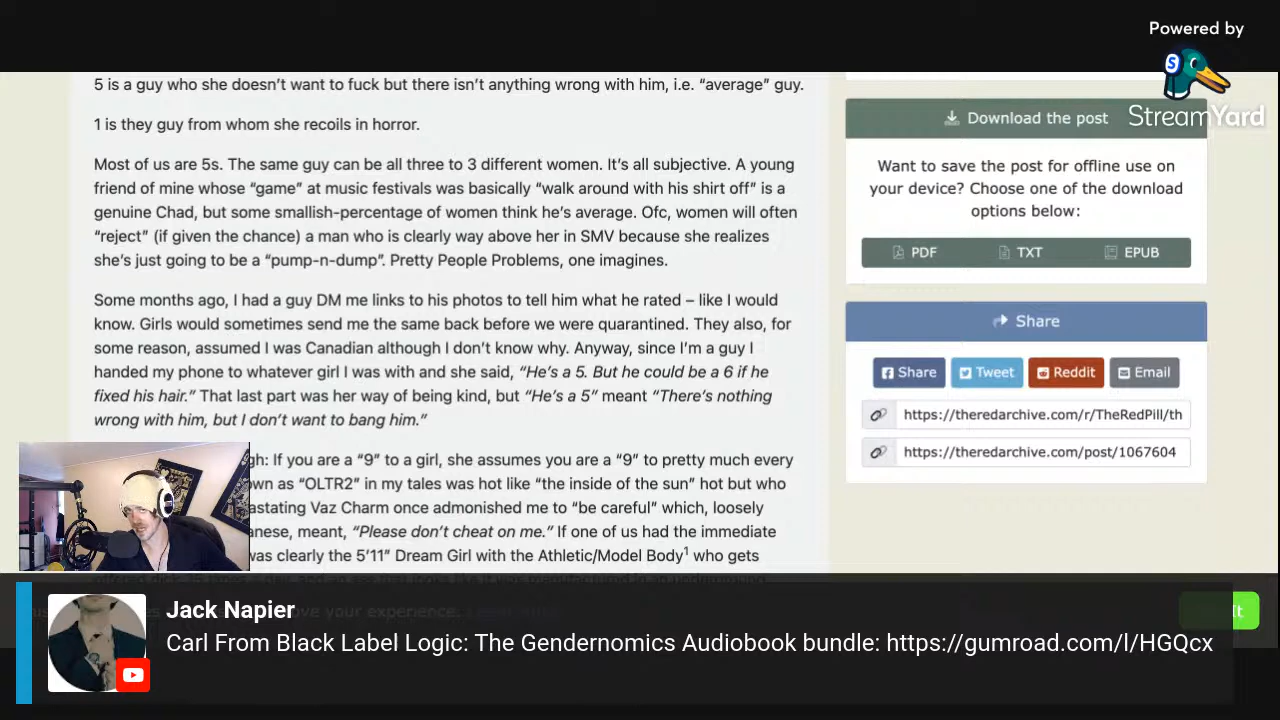 Powered by
StreamYard
5 is a guy who she doesn’t want to fuck but there isn’t anything wrong with him, i.e. “average” guy.
1 is they guy from whom she recoils in horror.
Most of us are 5s. The same guy can be all three to 3 different women. It’s all subjective. A young
friend of mine whose “game” at music festivals was basically “walk around with his shirt off” is a
genuine Chad, but some smallish-percentage of women think he’s average. Ofc, women will often
“reject” (if given the chance) a man who is clearly way above her in SMV because she realizes
she’s just going to be a “pump-n-dump”. Pretty People Problems, one imagines.
Some months ago, I had a guy DM me links to his photos to tell him what he rated – like I would
know. Girls would sometimes send me the same back before we were quarantined. They also, for
some reason, assumed I was Canadian although I don’t know why. Anyway, since I’m a guy I
handed my phone to whatever girl I was with and she said, “He’s a 5. But he could be a 6 if he
fixed his hair.” That last part was her way of being kind, but “He’s a 5” meant “There’s nothing
wrong with him, but I don’t want to bang him.”
gh: If you are a “9” to a girl, she assumes you are a “9” to pretty much every
wn as “OLTR2” in my tales was hot like “the inside of the sun” hot but who
astating Vaz Charm once admonished me to “be careful” which, loosely
anese, meant, “Please don’t cheat on me.” If one of us had the immediate
was clearly the 5’11” Dream Girl with the Athletic/Model Body1 who gets
Download the post
Want to save the post for offline use on
your device? Choose one of the download
options below:
PDF TXT EPUB
Share
Share Tweet Reddit Email
https://theredarchive.com/r/TheRedPill/th
https://theredarchive.com/post/1067604
Jack Napier
Carl From Black Label Logic: The Gendernomics Audiobook bundle: https://gumroad.com/l/HGQcx
ove your experience.
It